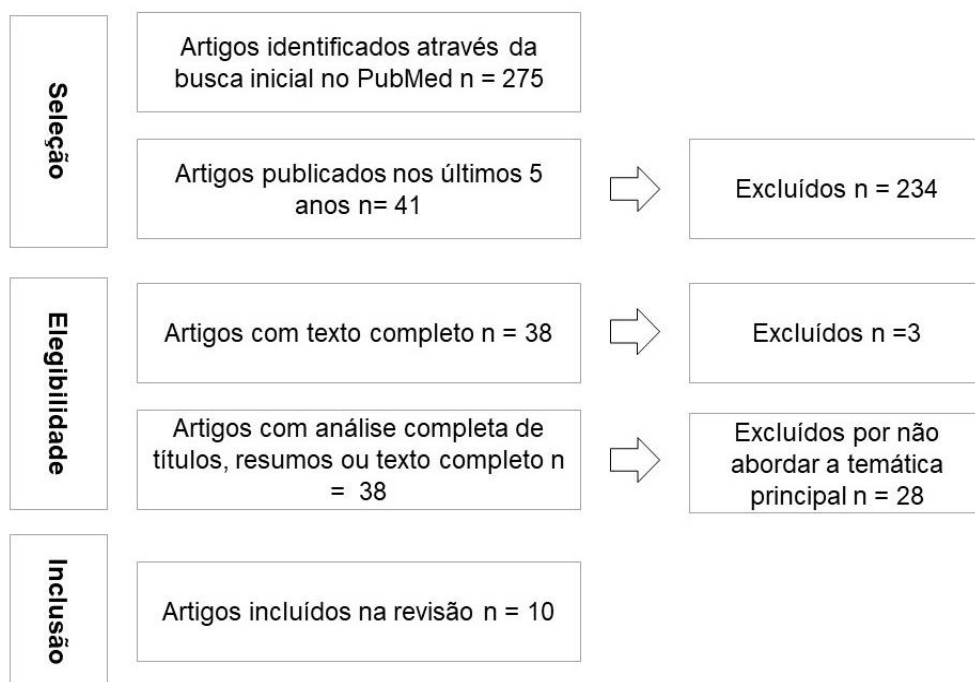 Seleção
Artigos identificados através da
busca inicial no PubMed n = 275
Artigos publicados nos últimos 5
anos n= 41
Excluídos n = 234
Elegibilidade
Artigos com texto completo n = 38
Excluídos n =3
Artigos com análise completa de
títulos, resumos ou texto completo n
= 38
Excluídos por não
abordar a temática
principal n = 28
Inclusão
Artigos incluídos na revisão n = 10